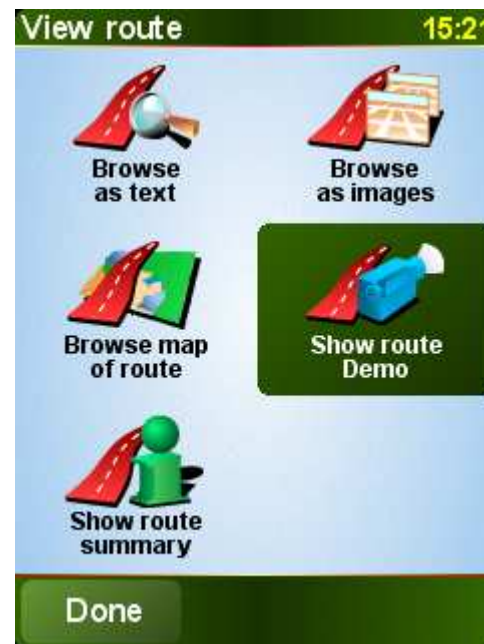 View route
15:21
Browse
as text
Browse
as images
Browse map
of route
Show route
Demo
Show route
summary
Done